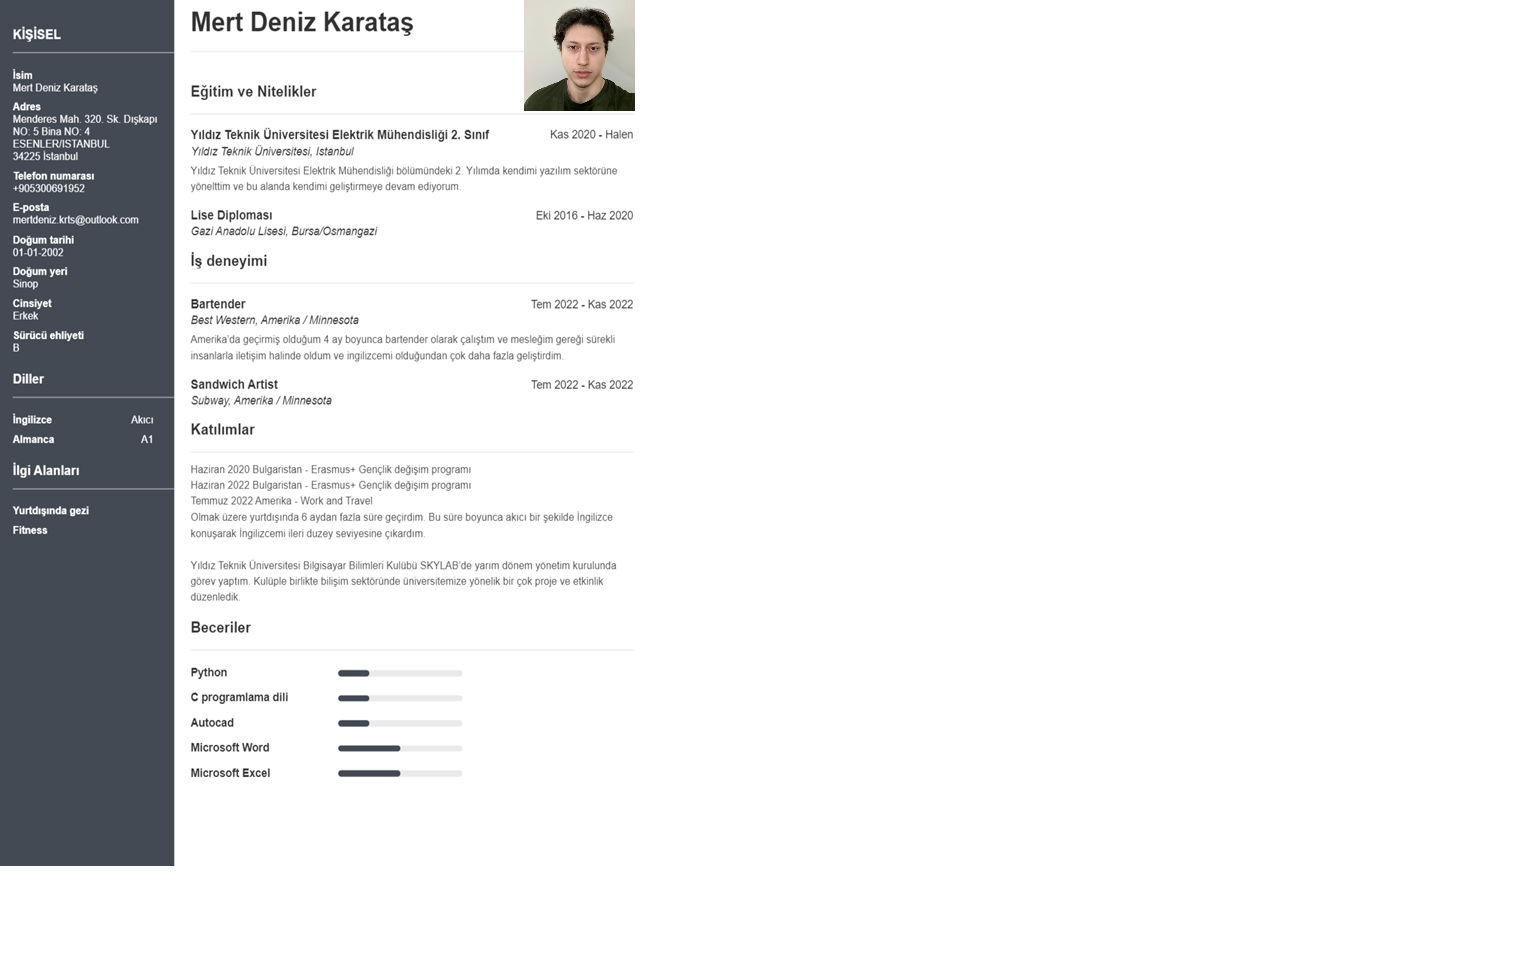 KİŞİSEL
İsim
Mert Deniz Karataş
Adres
Menderes Mah. 320. Sk. Dışkapı
NO: 5 Bina NO: 4
ESENLER/ISTANBUL
34225 İstanbul
Telefon numarası
+905300691952
E-posta
mertdeniz.krts@outlook.com
Doğum tarihi
01-01-2002
Doğum yeri
Sinop
Cinsiyet
Erkek
Sürücü ehliyeti
B
Diller
İngilizce Akıcı
Almanca A1
İlgi Alanları
Yurtdışında gezi
Fitness
Mert Deniz Karataş
Eğitim ve Nitelikler
Yıldız Teknik Üniversitesi Elektrik Mühendisliği 2. Sınıf Kas 2020 - Halen
Yıldız Teknik Üniversitesi, Istanbul
Yıldız Teknik Üniversitesi Elektrik Mühendisliği bölümündeki 2. Yılımda kendimi yazılım sektörüne
yönelttim ve bu alanda kendimi geliştirmeye devam ediyorum.
Lise Diploması Eki 2016 - Haz 2020
Gazi Anadolu Lisesi, Bursa/Osmangazi
İş deneyimi
Bartender Tem 2022 - Kas 2022
Best Western, Amerika / Minnesota
Amerika'da geçirmiş olduğum 4 ay boyunca bartender olarak çalıştım ve mesleğim gereği sürekli
insanlarla iletişim halinde oldum ve ingilizcemi olduğundan çok daha fazla geliştirdim.
Sandwich Artist Tem 2022 - Kas 2022
Subway, Amerika / Minnesota
Katılımlar
Haziran 2020 Bulgaristan - Erasmus+ Gençlik değişim programı
Haziran 2022 Bulgaristan - Erasmus+ Gençlik değişim programı
Temmuz 2022 Amerika - Work and Travel
Olmak üzere yurtdışında 6 aydan fazla süre geçirdim. Bu süre boyunca akıcı bir şekilde İngilizce
konuşarak İngilizcemi ileri duzey seviyesine çıkardım.
Yıldız Teknik Üniversitesi Bilgisayar Bilimleri Kulübü SKYLAB'de yarım dönem yönetim kurulunda
görev yaptım. Kulüple birlikte bilişim sektöründe üniversitemize yönelik bir çok proje ve etkinlik
düzenledik.
Beceriler
Python
C programlama dili
Autocad
Microsoft Word
Microsoft Excel